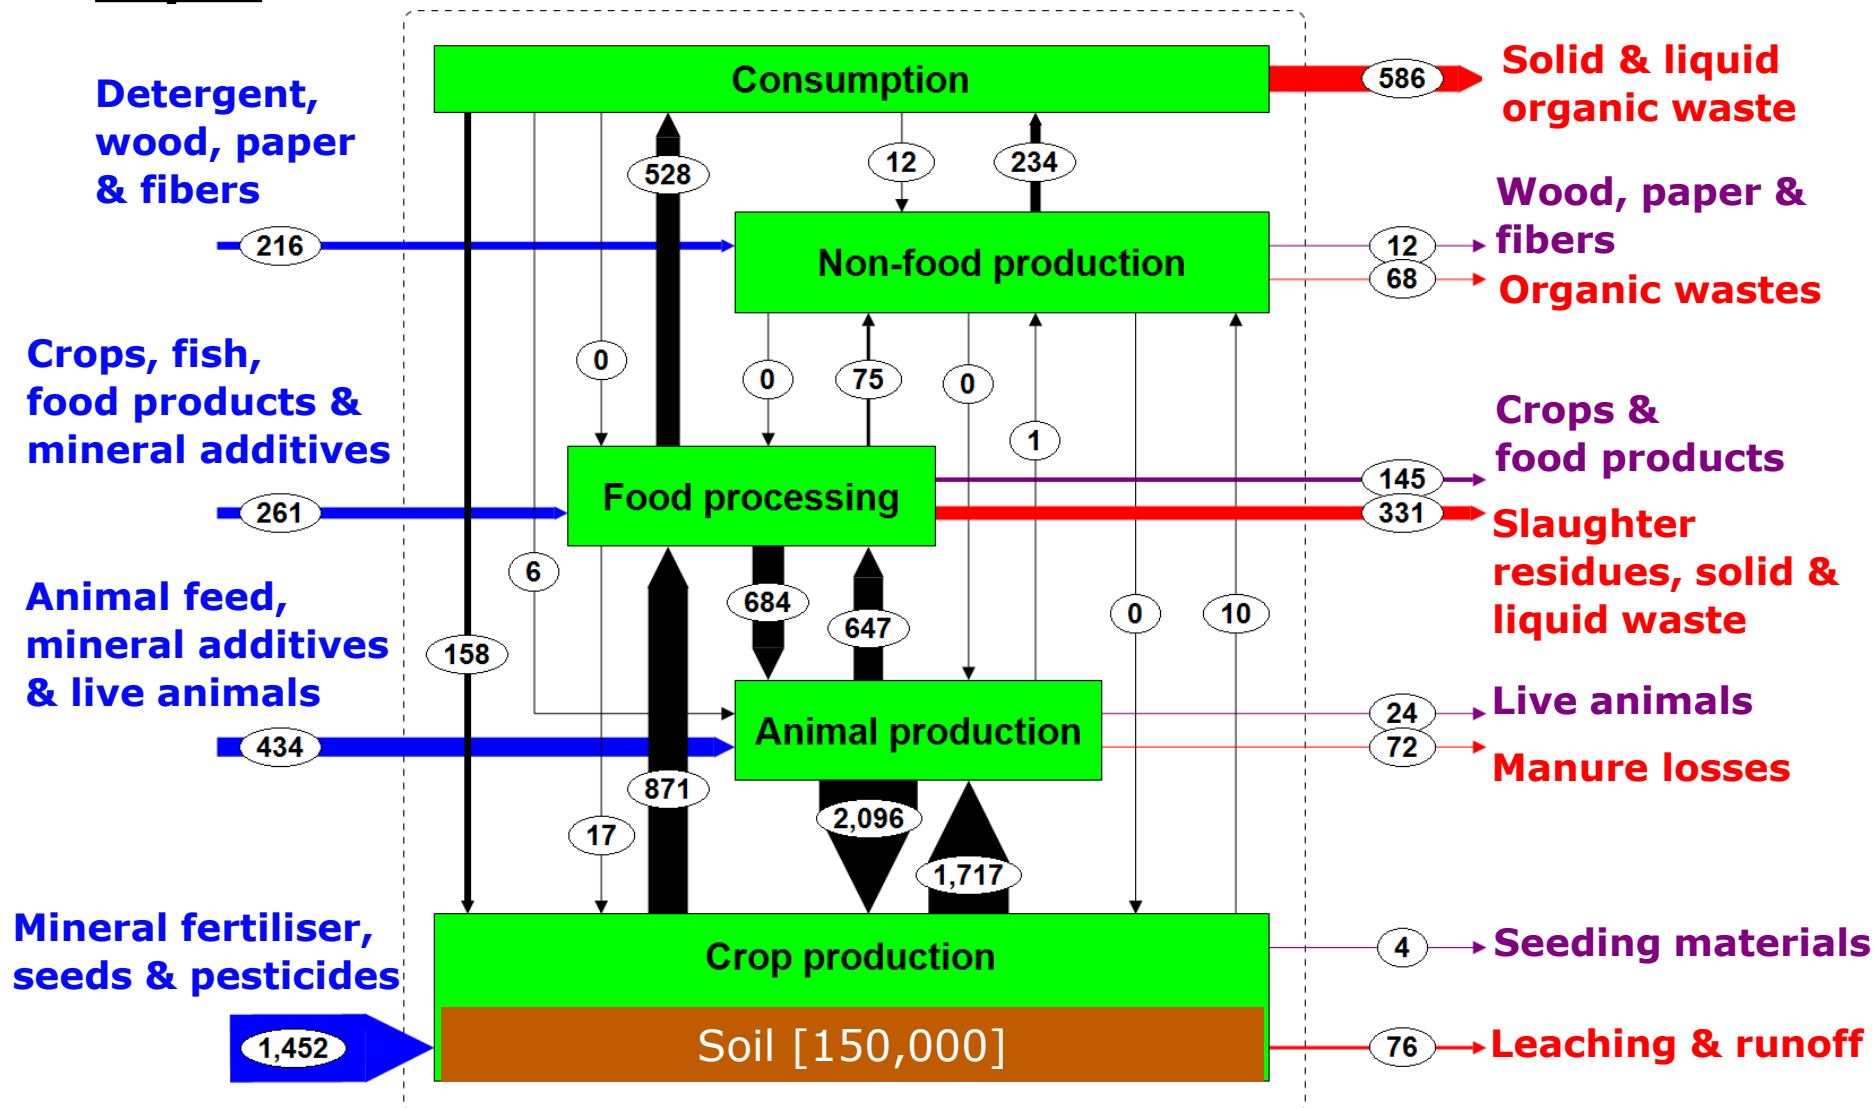 Consumption
586
Solid & liquid
organic waste
Detergent,
wood, paper
& fibers
528
12
234
216
Non-food production
Wood, paper &
fibers
12
68
Organic wastes
Crops, fish,
food products &
mineral additives
0
0
75
0
1
Crops &
food products
261
Food processing
145
331
Slaughter
residues, solid &
liquid waste
Animal feed,
mineral additives
& live animals
6
684
647
0
10
158
434
Animal production
24
Live animals
72
Manure losses
871
2,096
17
1,717
Mineral fertiliser,
seeds & pesticides
Crop production
4
Seeding materials
1,452
Soil [150,000]
76
Leaching & runoff